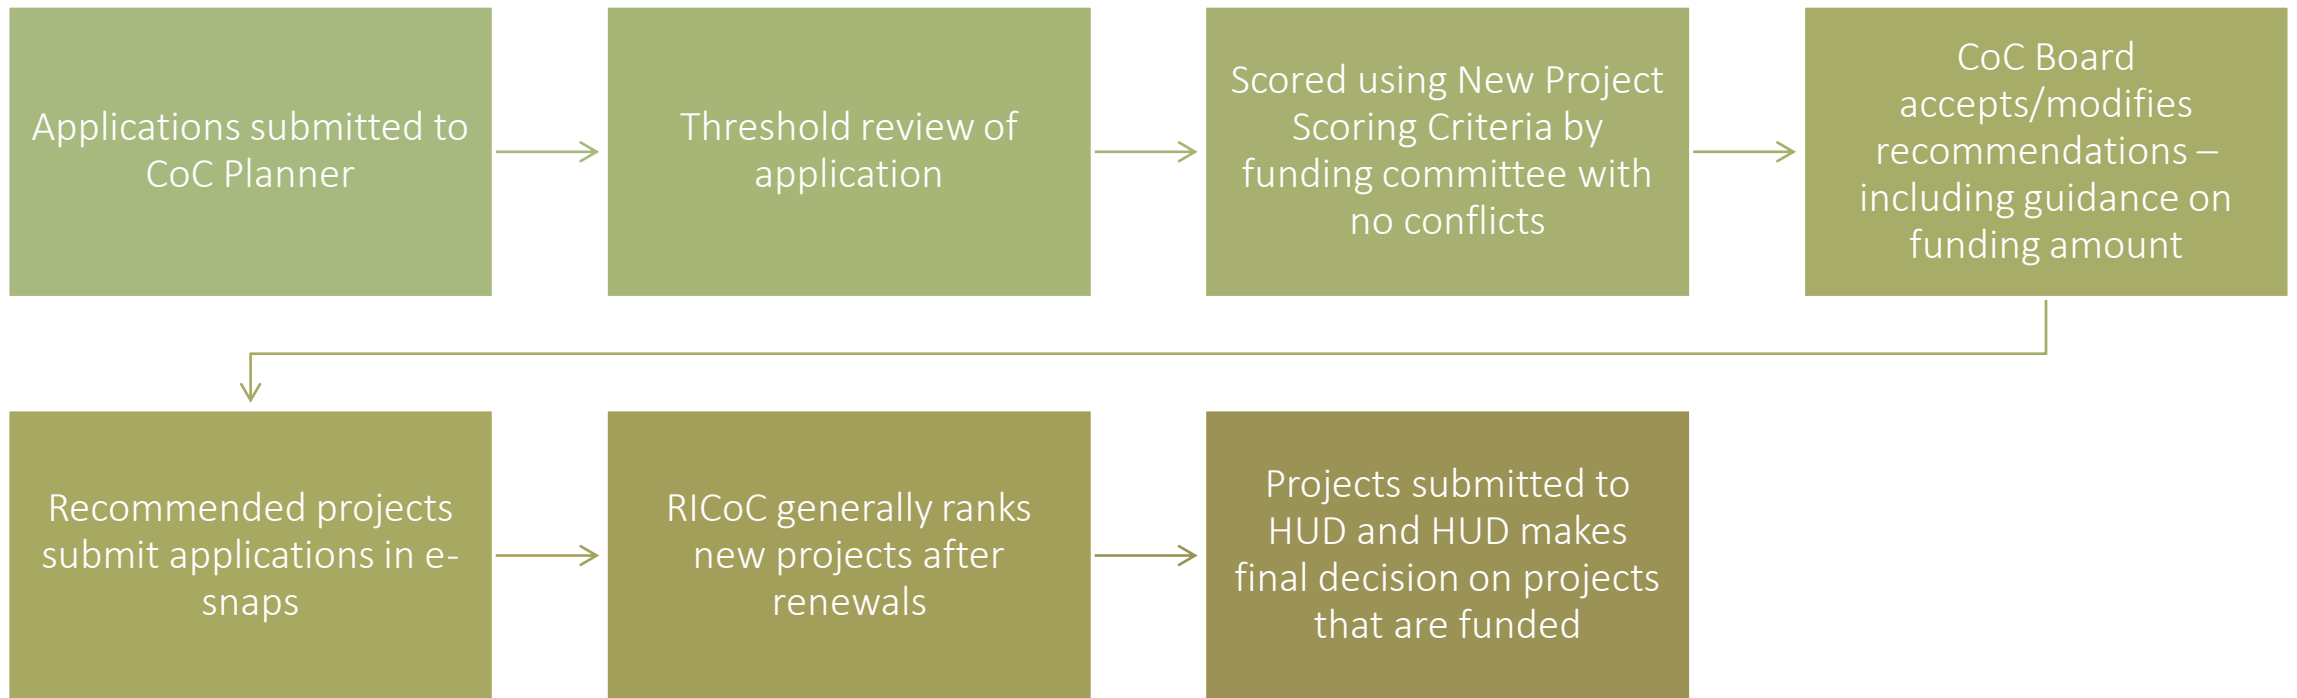 Applications submitted to
CoC Planner
Threshold review of
application
Scored using New Project
Scoring Criteria by
funding committee with
no conflicts
CoC Board
accepts/modifies
recommendations –
including guidance on
funding amount
Recommended projects
submit applications in e-
snaps
RICoC generally ranks
new projects after
renewals
Projects submitted to
HUD and HUD makes
final decision on projects
that are funded